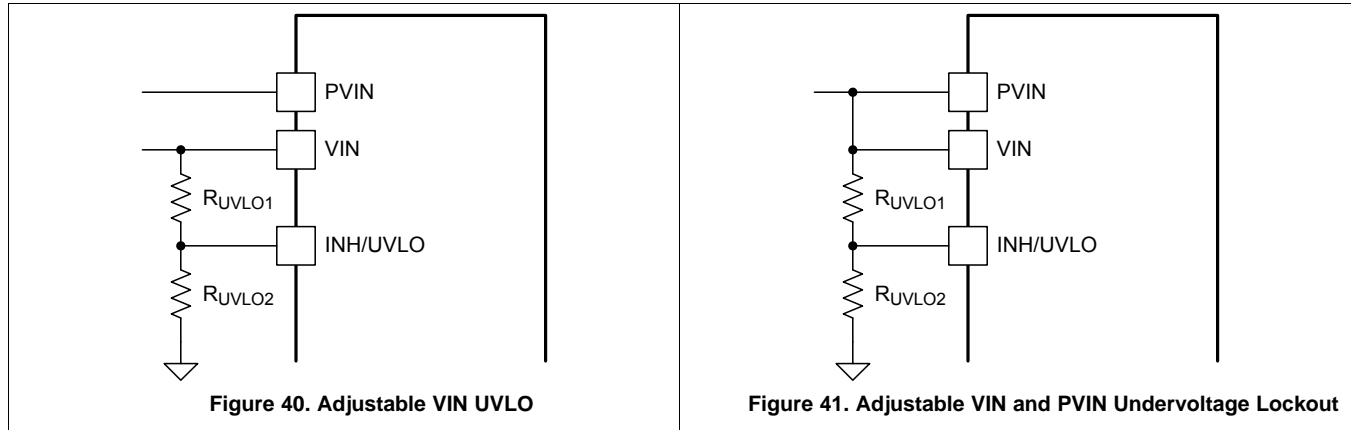 PVIN
VIN
RUVLO1
INH/UVLO
RUVLO2
Figure 40. Adjustable VIN UVLO
PVIN
VIN
RUVLO1
INH/UVLO
RUVLO2
Figure 41. Adjustable VIN and PVIN Undervoltage Lockout